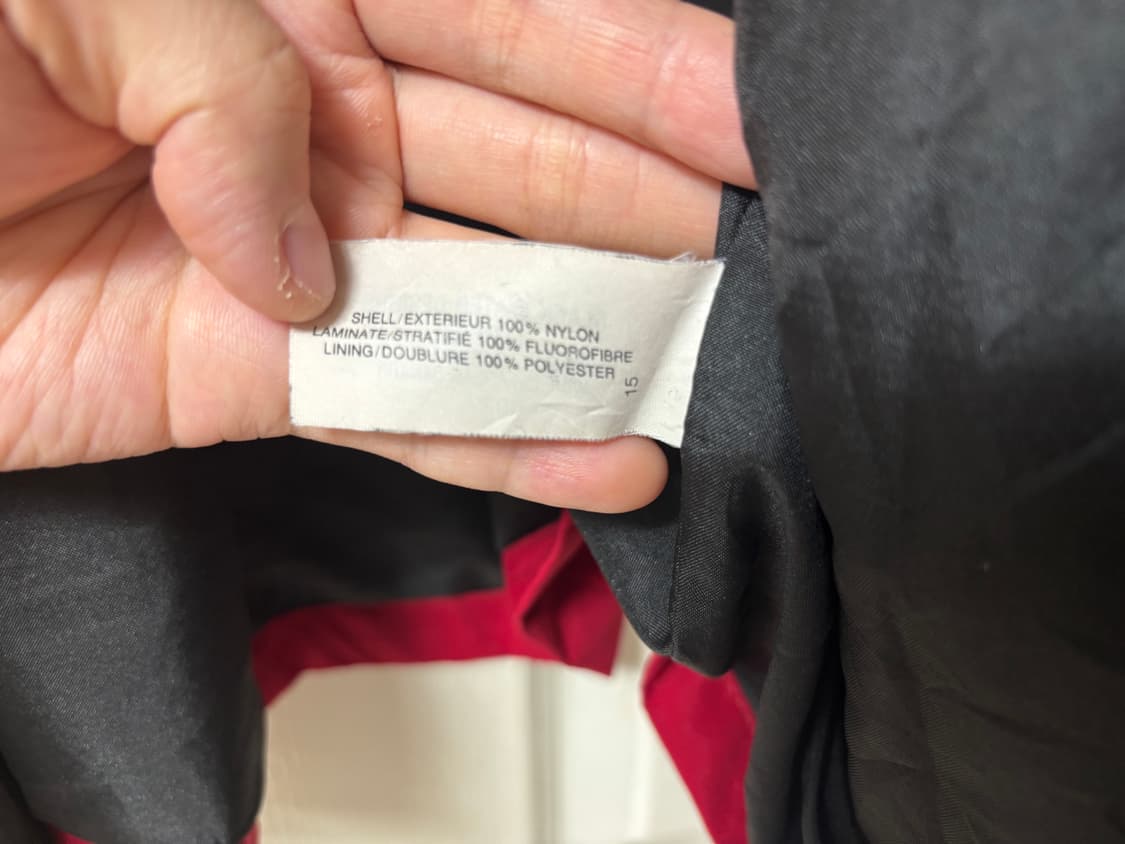 SHELL/EXTERIEUR 100% NYLON
LAMINATE/STRATIFIÉ 100% FLUOROFIBRE
LINING/DOUBLURE 100% POLYESTER
15